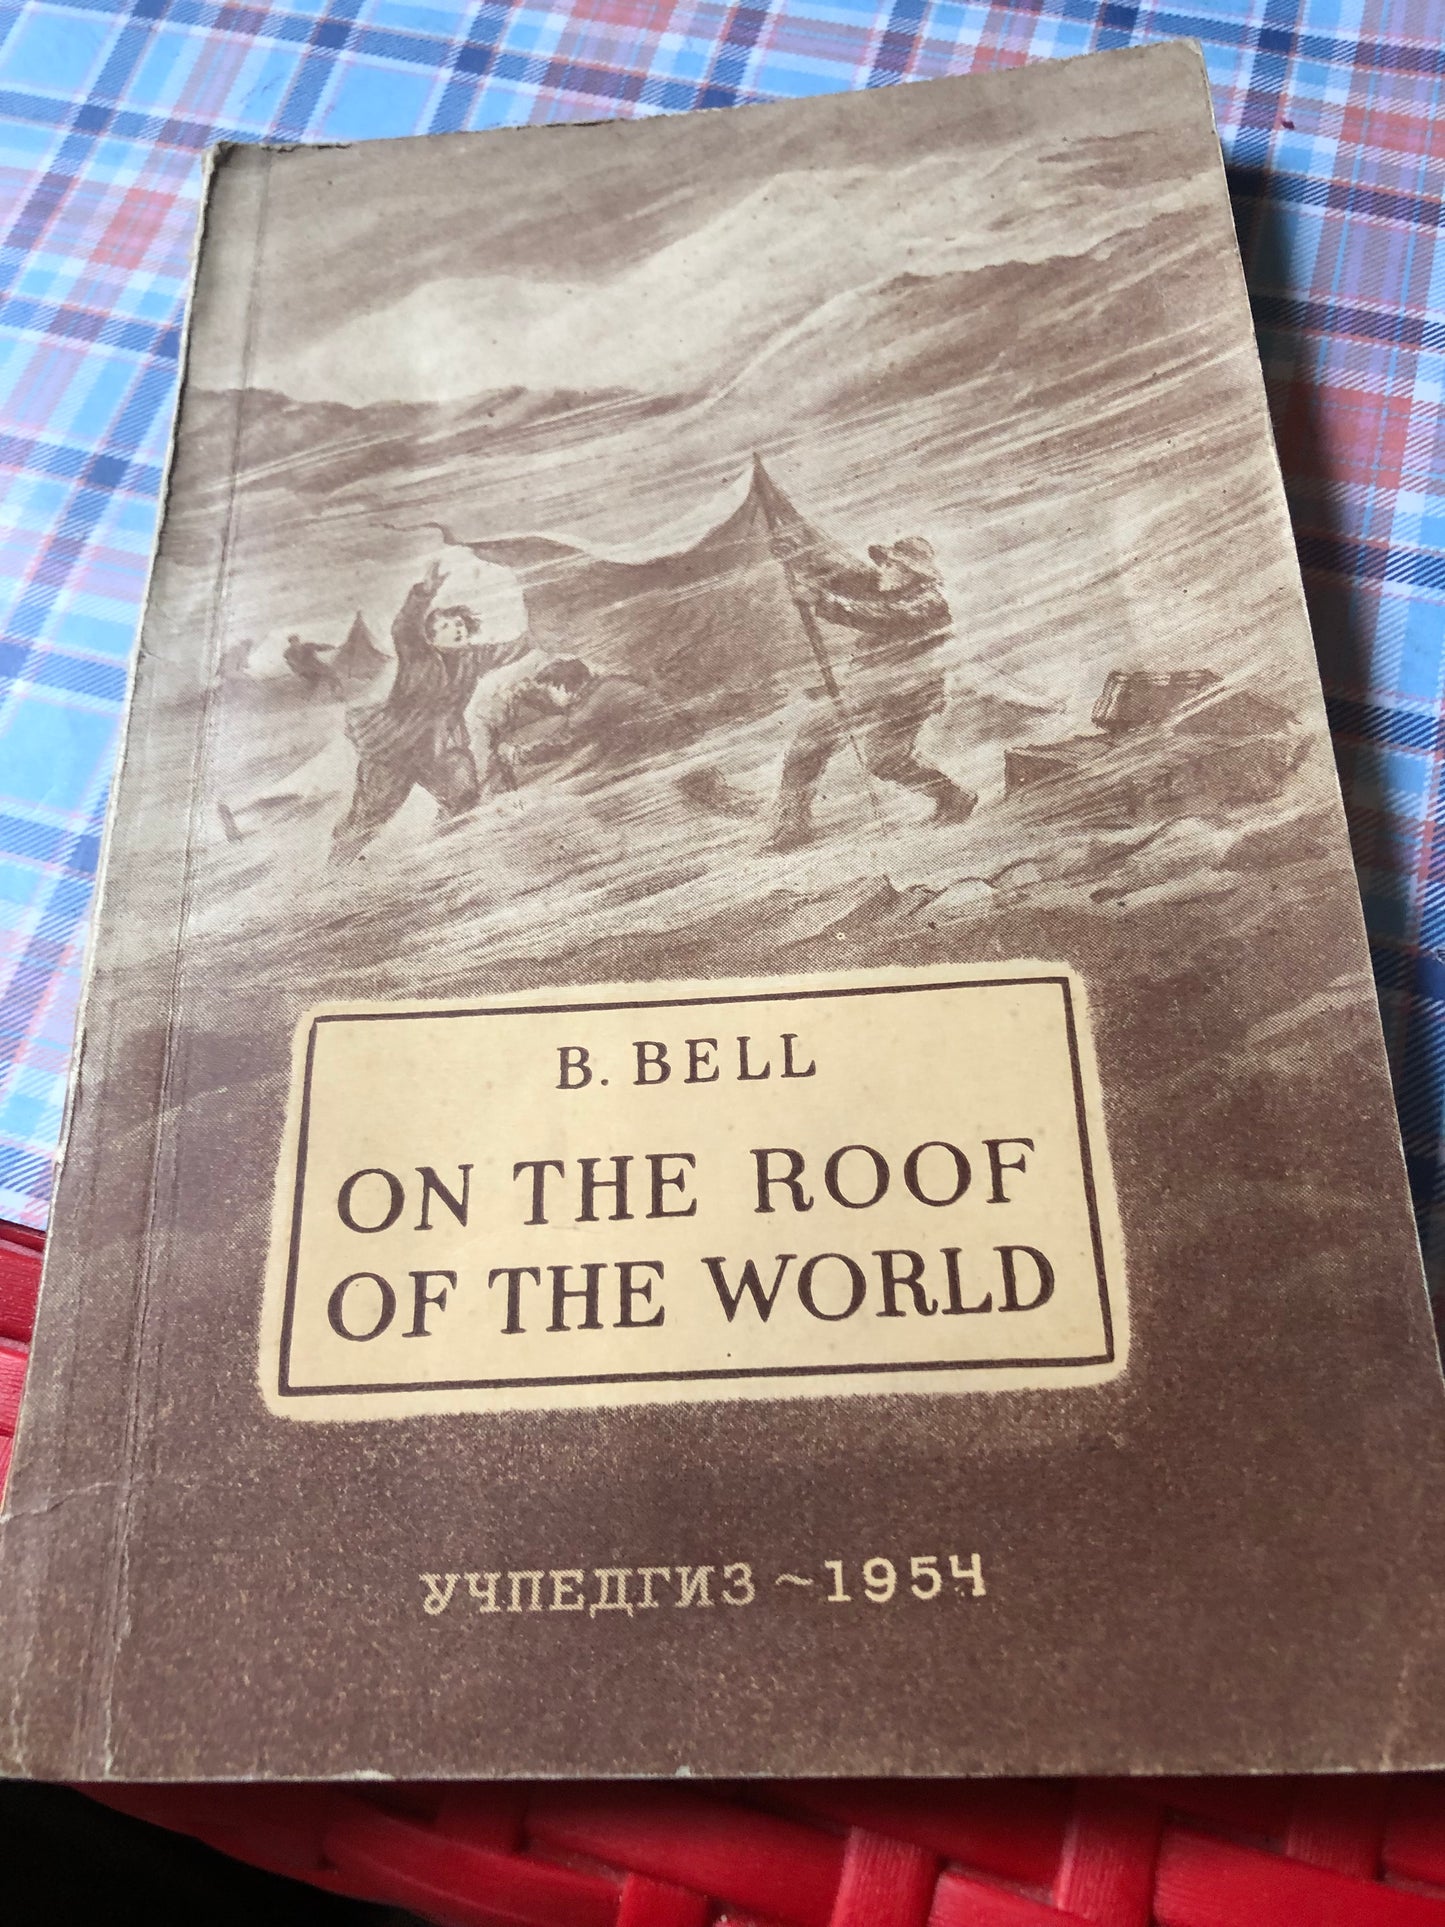 B. BELL
ON THE ROOF
OF THE WORLD
УЧПЕДГИЗ ~ 1954